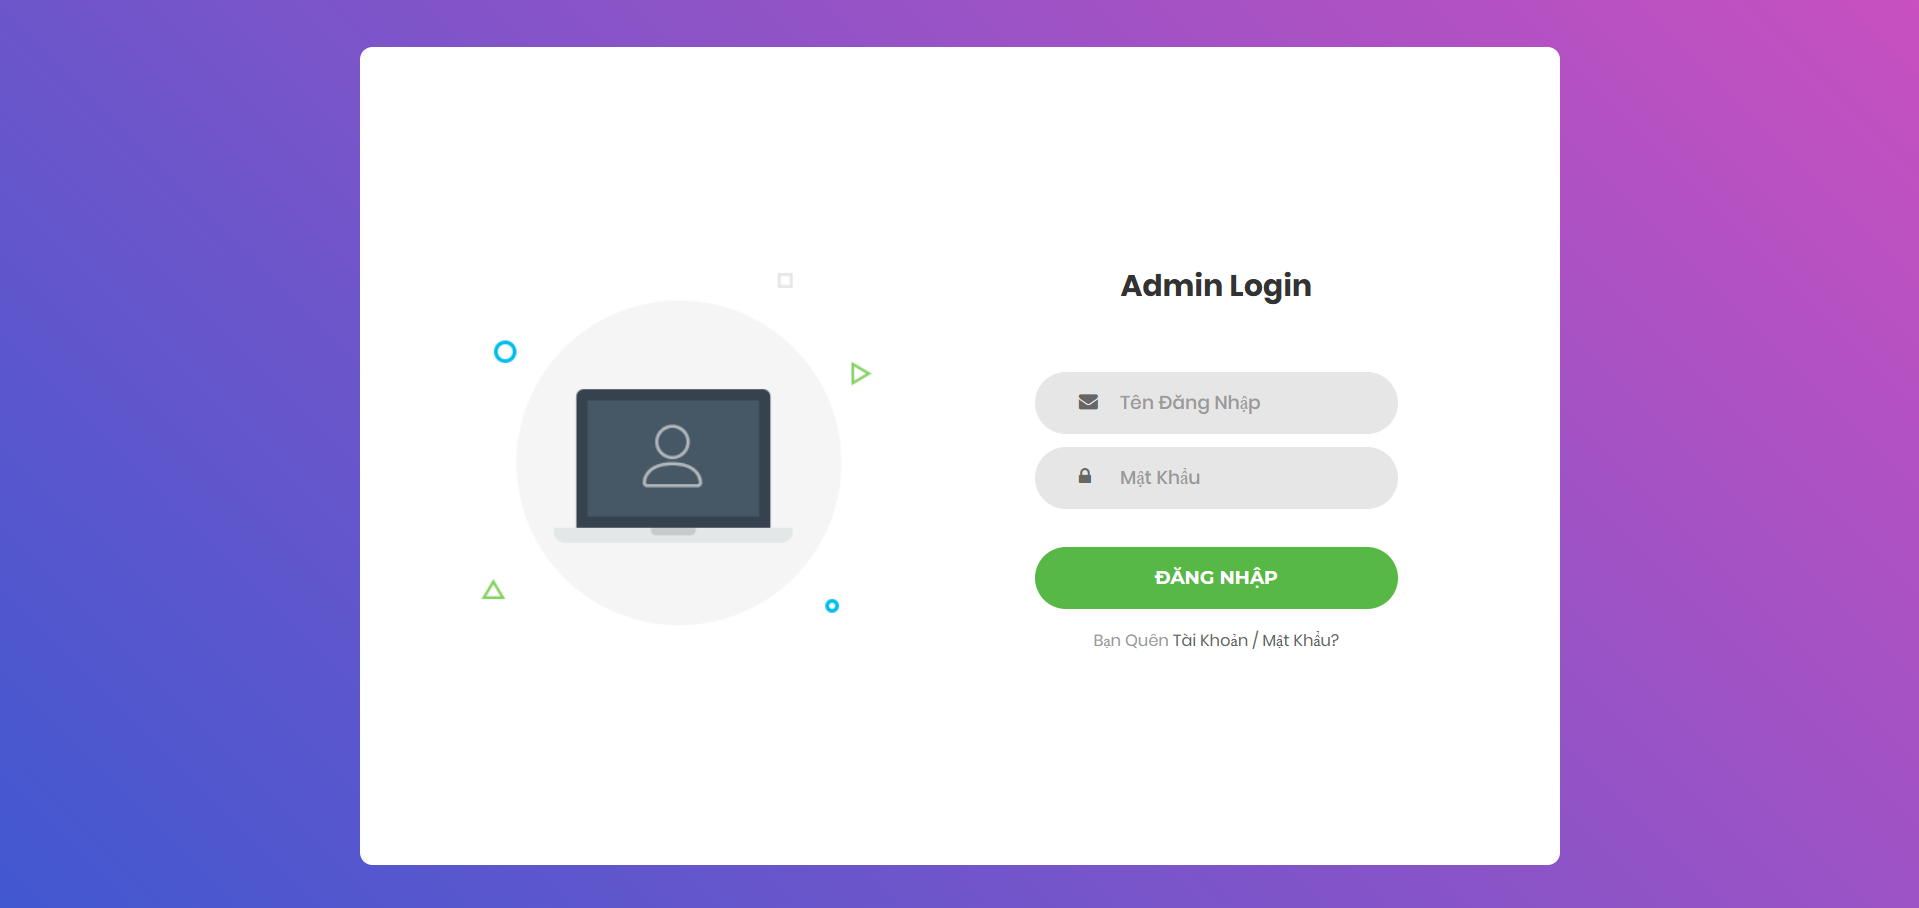 Admin Login
Tên Đăng Nhập
Mật Khẩu
ĐĂNG NHẬP
Bạn Quên Tài Khoản / Mật Khẩu?